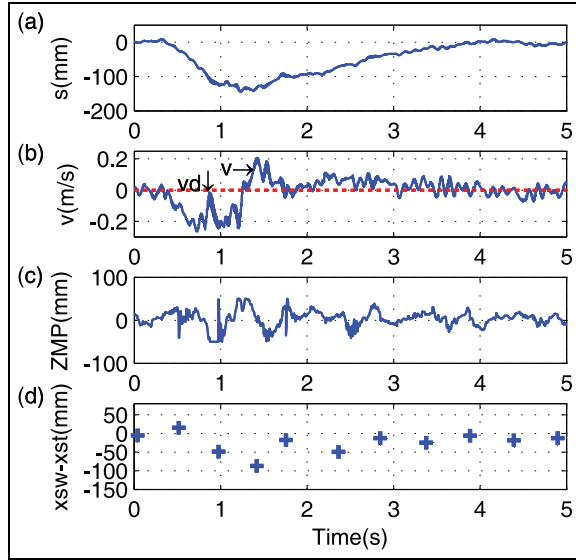 (a)
s(mm)
0
-100
-200
0 1 2 3 4 5
(b)
v(m/s)
0.2
0
-0.2
vd
v→
0 1 2 3 4 5
(c)
ZMP(mm)
100
0
-100
0 1 2 3 4 5
(d)
xsw-xst(mm)
50
0
-50
-100
-150
0 1 2 3 4 5
Time(s)